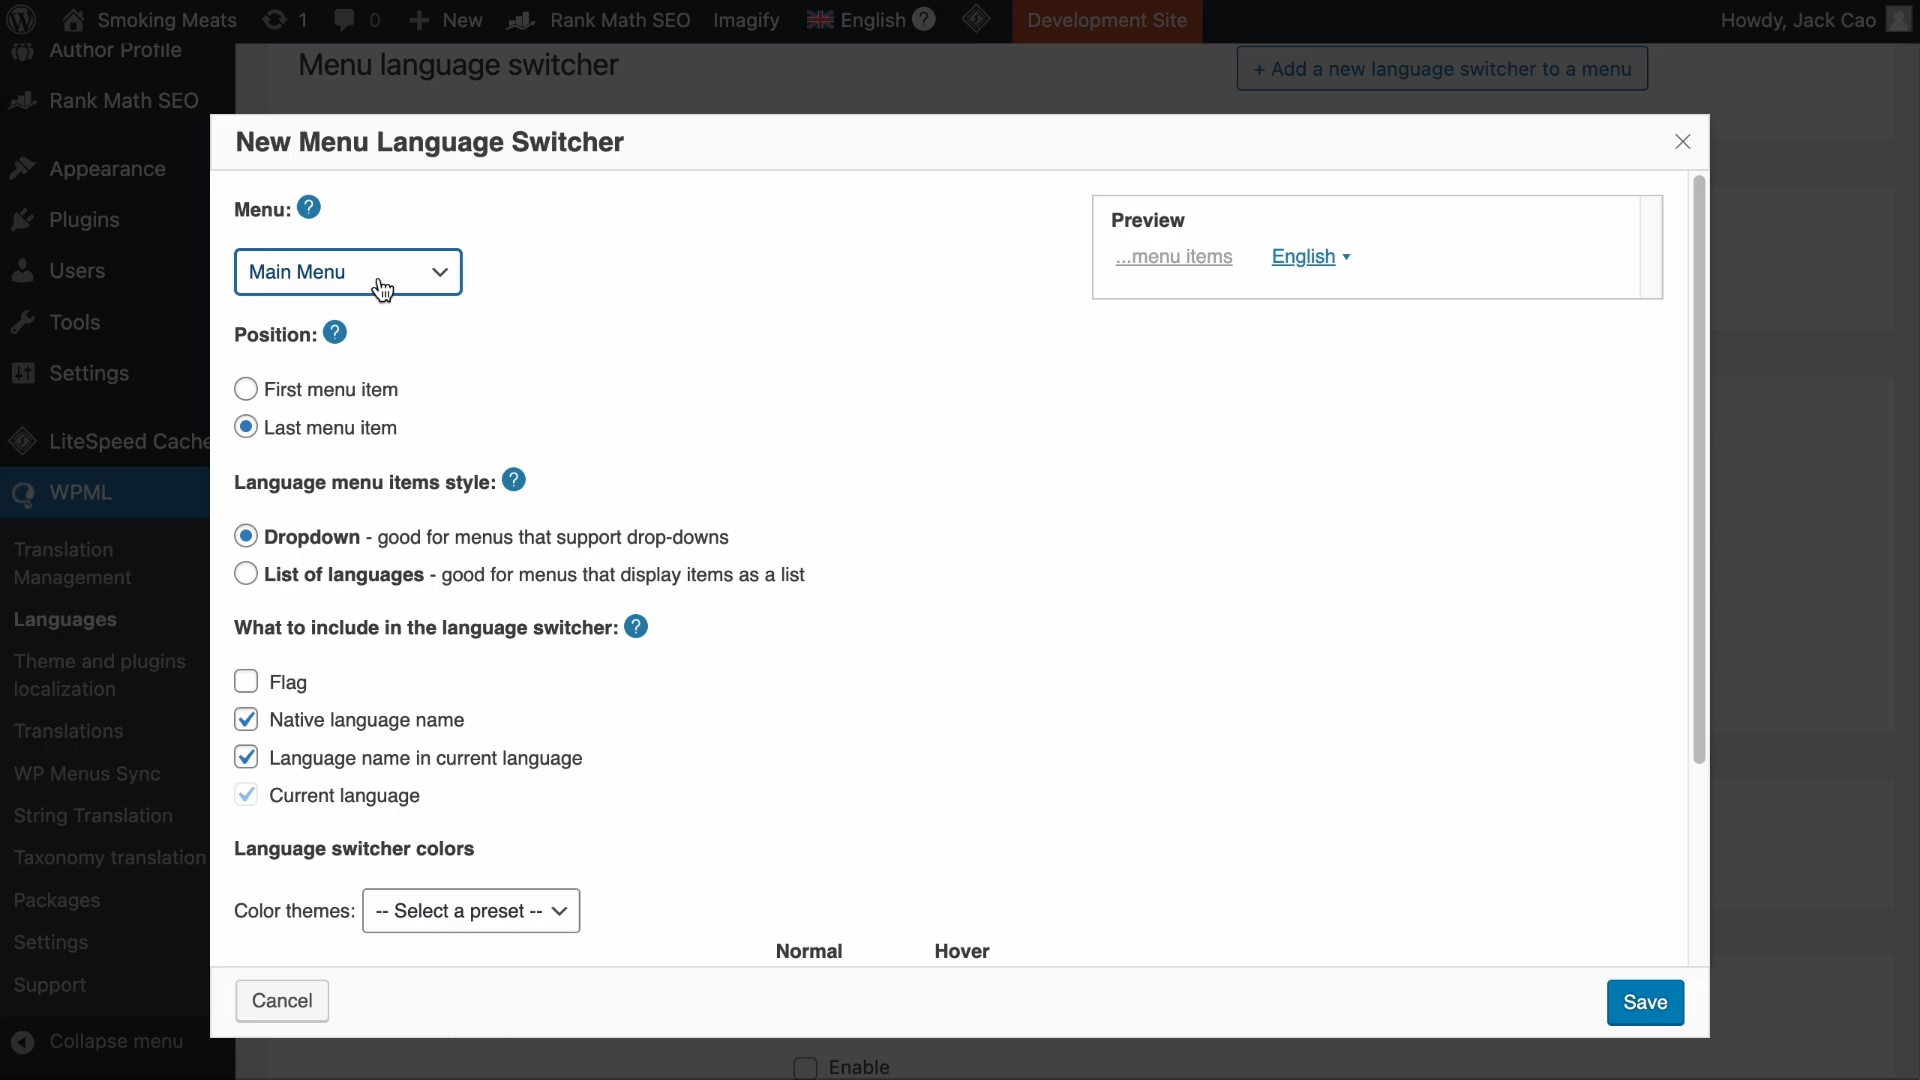 Smoking Meats 1 0 New Rank Math SEO Imagify English ? Development Site Howdy, Jack Cao
Author Profile
Rank Math SEO
Appearance
Plugins
Users
Tools
Settings
LiteSpeed Cache
WPML
Translation
Management
Languages
Theme and plugins
localization
Translations
WP Menus Sync
String Translation
Taxonomy translation
Packages
Settings
Support
Collapse menu
Menu language switcher
+ Add a new language switcher to a menu
New Menu Language Switcher
Menu: ?
Main Menu
Position: ?
First menu item
Last menu item
Language menu items style: ?
Dropdown - good for menus that support drop-downs
List of languages - good for menus that display items as a list
What to include in the language switcher: ?
Flag
Native language name
Language name in current language
Current language
Language switcher colors
Color themes: -- Select a preset --
Normal Hover
Preview
...menu items English
Cancel
Save
Enable